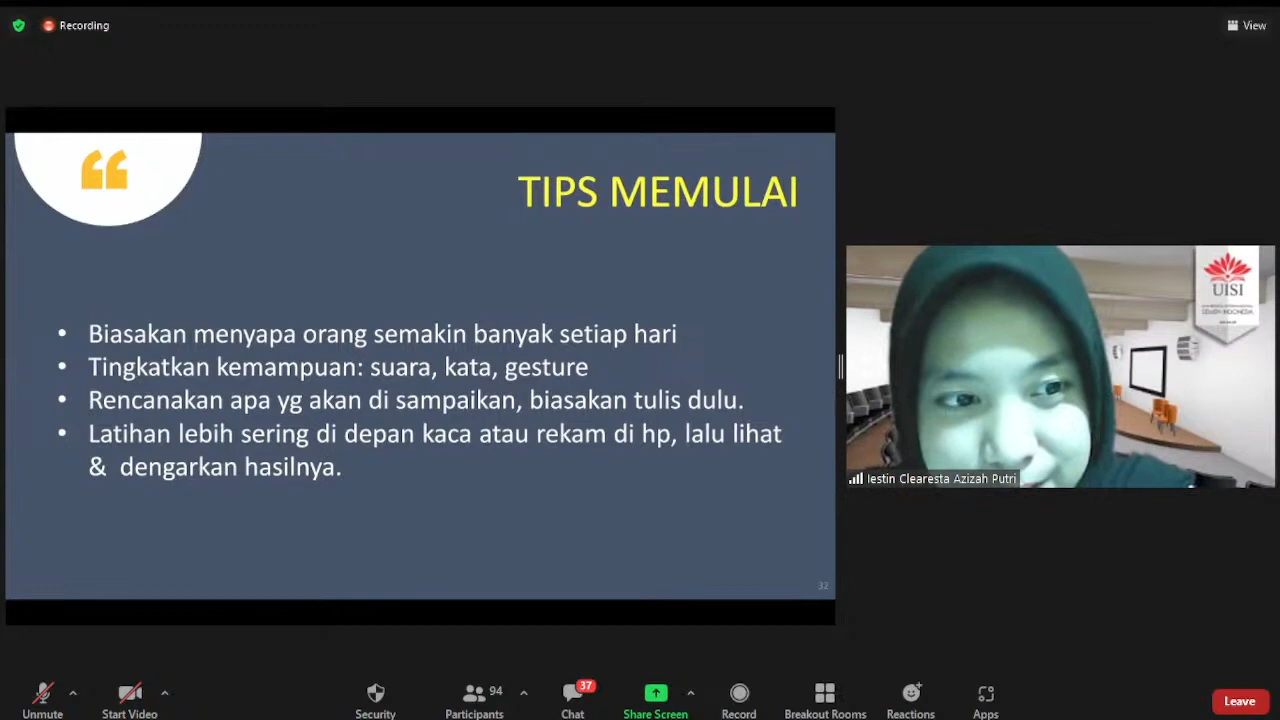 Recording
View
TIPS MEMULAI
• Biasakan menyapa orang semakin banyak setiap hari
• Tingkatkan kemampuan: suara, kata, gesture
• Rencanakan apa yg akan di sampaikan, biasakan tulis dulu.
• Latihan lebih sering di depan kaca atau rekam di hp, lalu lihat
& dengarkan hasilnya.
32
UISI
Iestin Clearesta Azizah Putri
94
37
Unmute
Start Video
Security
Participants
Chat
Share Screen
Record
Breakout Rooms
Reactions
Apps
Leave